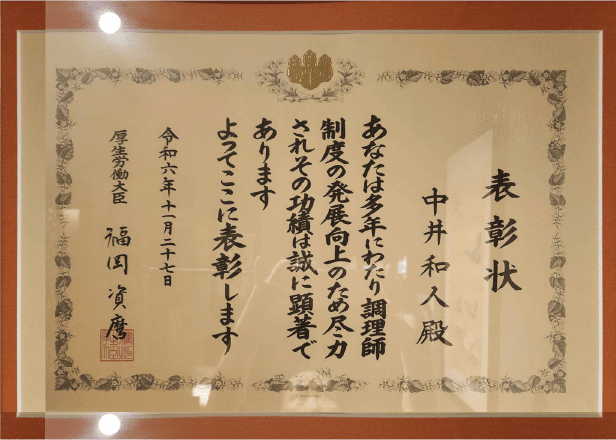 表彰状
中井和人殿
あなたは多年にわたり調理師
制度の発展向上のため尽力
されその功績は誠に顕著で
あります
よってここに表彰します
令和六年十一月二十七日
厚生労働大臣 福岡資麿